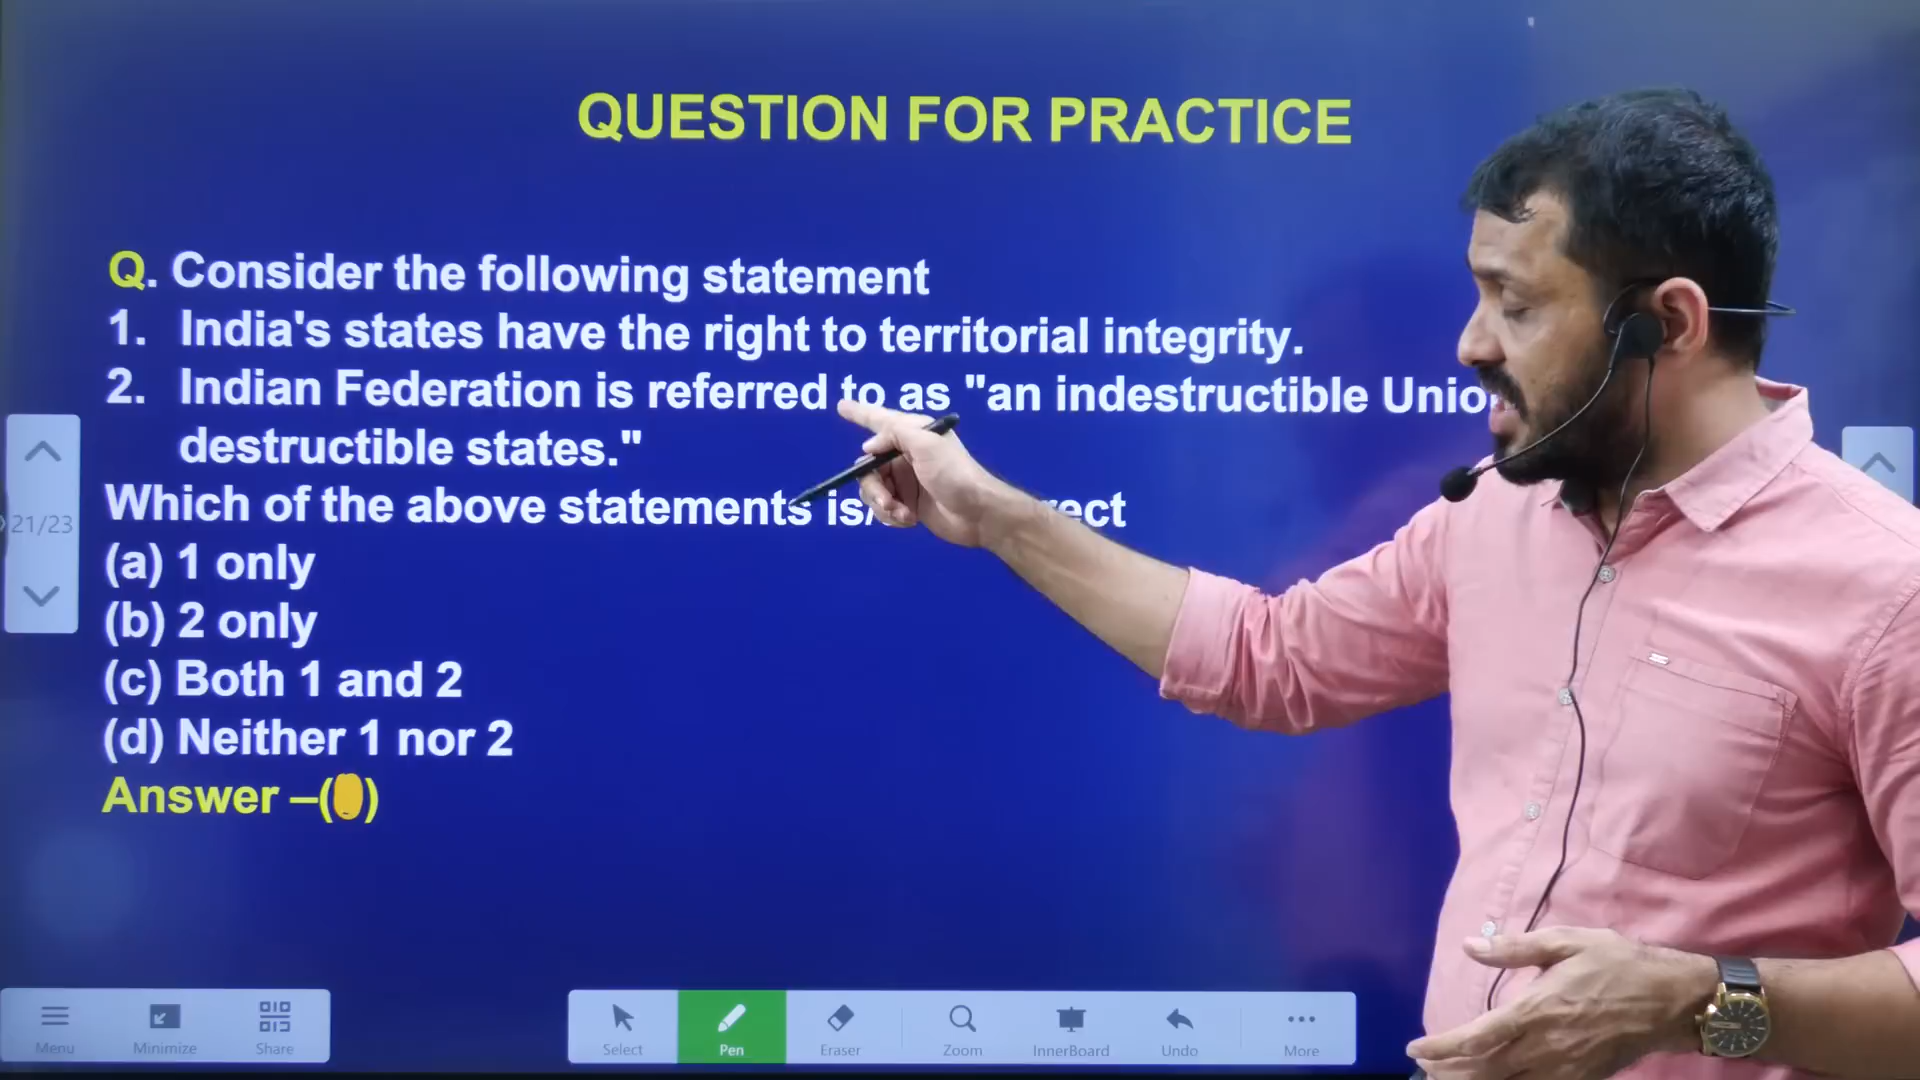 QUESTION FOR PRACTICE
Q. Consider the following statement
1. India's states have the right to territorial integrity.
2. Indian Federation is referred to as "an indestructible
destructible states."
Which of the above statements
(a) 1 only
(b) 2 only
(c) Both 1 and 2
(d) Neither 1 nor 2
Answer –( )
21/23
Menu Minimize Share Select Pen Eraser Zoom InnerBoard Undo More